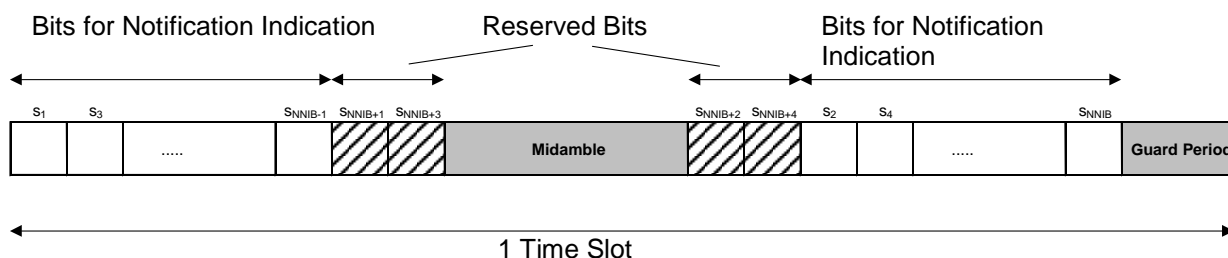 Bits for Notification Indication
Reserved Bits
Bits for Notification
Indication
s1 s3 sNNIB-1 sNNIB+1 sNNIB+3 sNNIB+2 sNNIB+4 s2 s4 sNNIB
..... Midamble ..... Guard Period
1 Time Slot